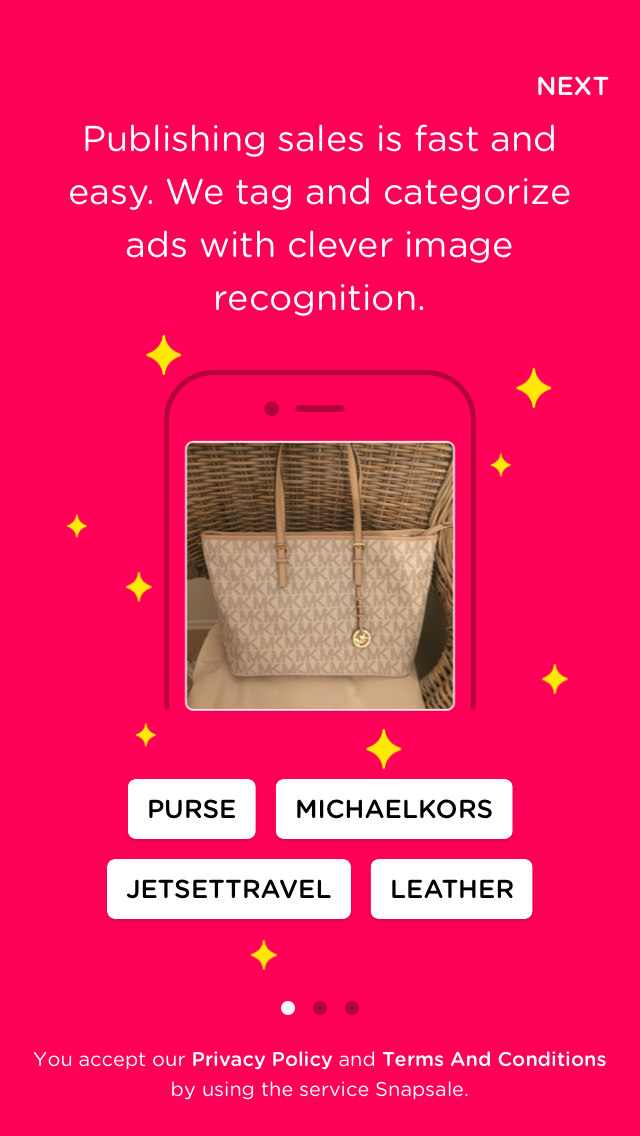 NEXT
Publishing sales is fast and
easy. We tag and categorize
ads with clever image
recognition.
PURSE
MICHAELKORS
JETSETTRAVEL
LEATHER
You accept our Privacy Policy and Terms And Conditions
by using the service Snapsale.